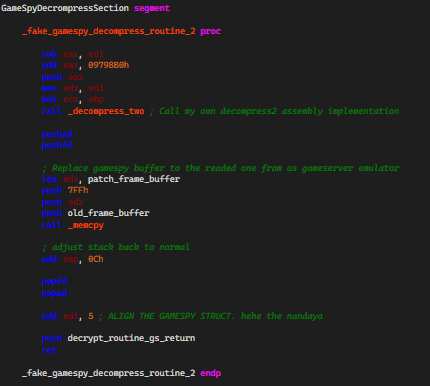 GameSpyDecrompressSection segment
_fake_gamespy_decompress_routine_2 proc
sub eax, edi
add eax, 09798B0h
push eax
mov edx, edi
mov ecx, ebp
call _decompress_two ; Call my own decompress2 assembly implementation
pushad
pushfd
; Replace gamespy buffer to the readed one from us gameserver emulator
lea edx, patch_frame_buffer
push 7FFh
push edx
push old_frame_buffer
call _memcpy
; adjust stack back to normal
add esp, 0Ch
popfd
popad
add edi, 5 ; ALIGN THE GAMESPY STRUCT. hehe the nandayo
push decrypt_routine_gs_return
ret
_fake_gamespy_decompress_routine_2 endp